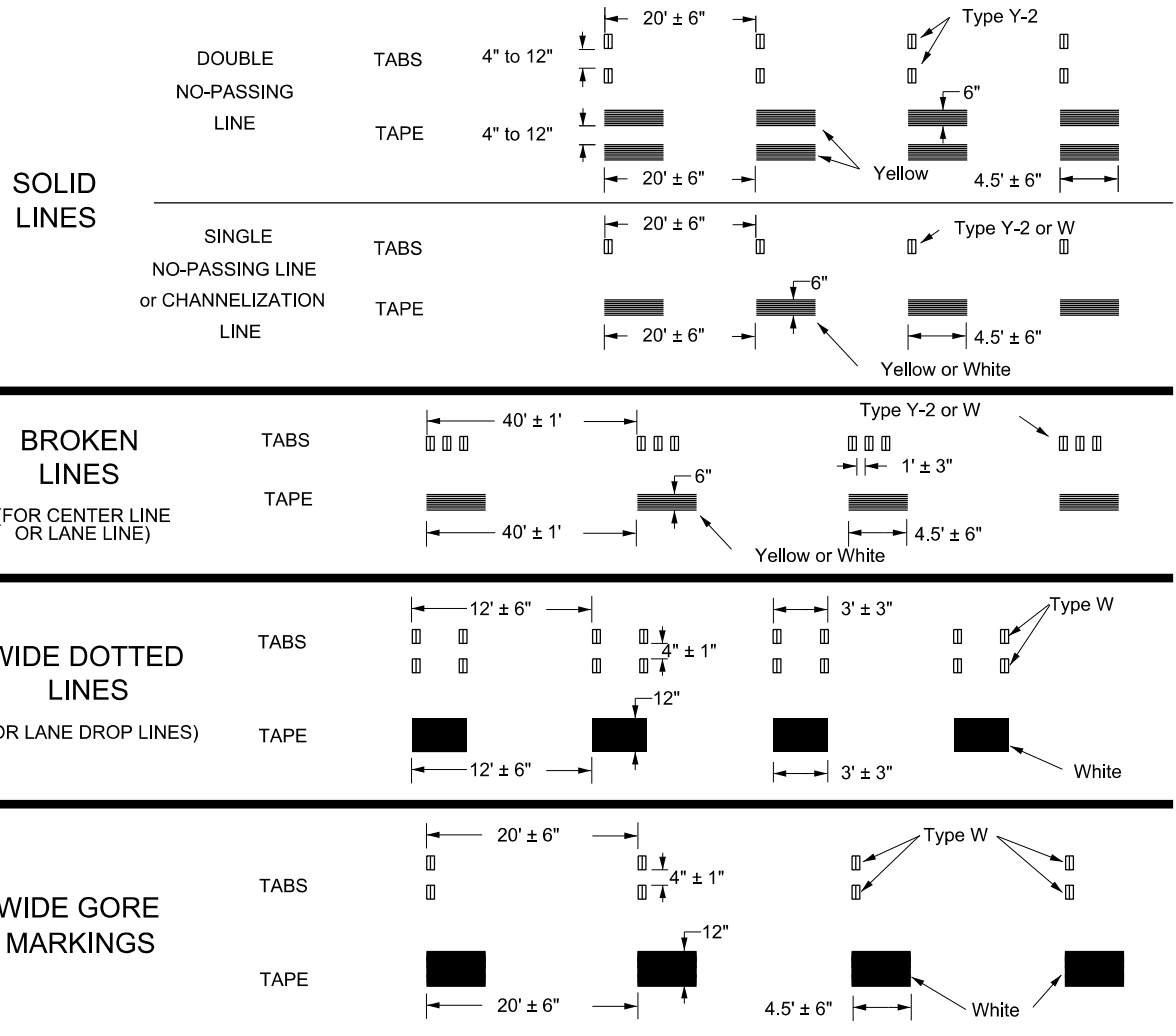 SOLID
LINES
DOUBLE
NO-PASSING
LINE
TABS
4" to 12"
20' ± 6"
Type Y-2
TAPE
4" to 12"
6"
Yellow
20' ± 6"
4.5' ± 6"
SINGLE
NO-PASSING LINE
or CHANNELIZATION
LINE
TABS
20' ± 6"
Type Y-2 or W
TAPE
6"
20' ± 6"
4.5' ± 6"
Yellow or White
BROKEN
LINES
(FOR CENTER LINE
OR LANE LINE)
TABS
40' ± 1'
Type Y-2 or W
1' ± 3"
TAPE
6"
40' ± 1'
4.5' ± 6"
Yellow or White
WIDE DOTTED
LINES
OR LANE DROP LINES)
TABS
12' ± 6"
3' ± 3"
Type W
4" ± 1"
TAPE
12"
12' ± 6"
3' ± 3"
White
WIDE GORE
MARKINGS
TABS
20' ± 6"
Type W
4" ± 1"
TAPE
12"
20' ± 6"
4.5' ± 6"
White